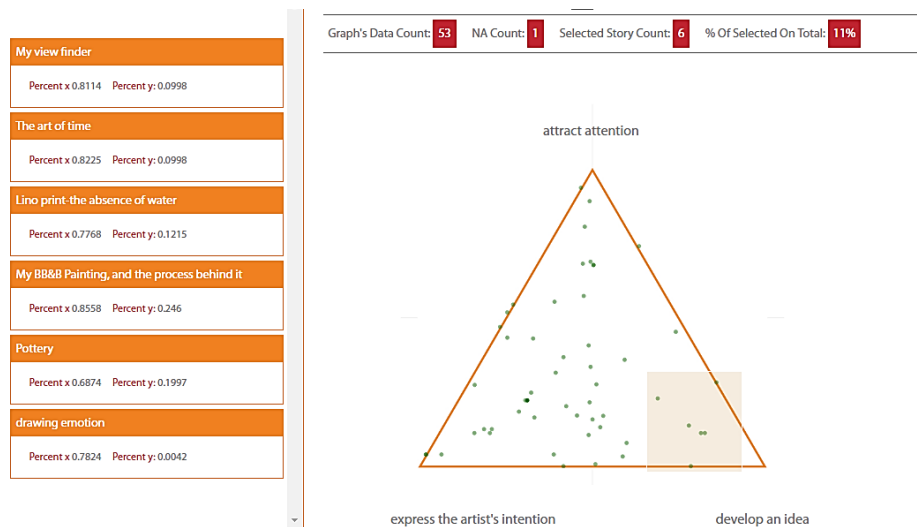 My view finder
Percent x 0.8114 Percent y: 0.0998
The art of time
Percent x 0.8225 Percent y: 0.0998
Lino print-the absence of water
Percent x 0.7768 Percent y: 0.1215
My BB&B Painting, and the process behind it
Percent x 0.8558 Percent y: 0.246
Pottery
Percent x 0.6874 Percent y: 0.1997
drawing emotion
Percent x 0.7824 Percent y: 0.0042
Graph's Data Count: 53 NA Count: 1 Selected Story Count: 6 % Of Selected On Total: 11%
attract attention
express the artist's intention
develop an idea